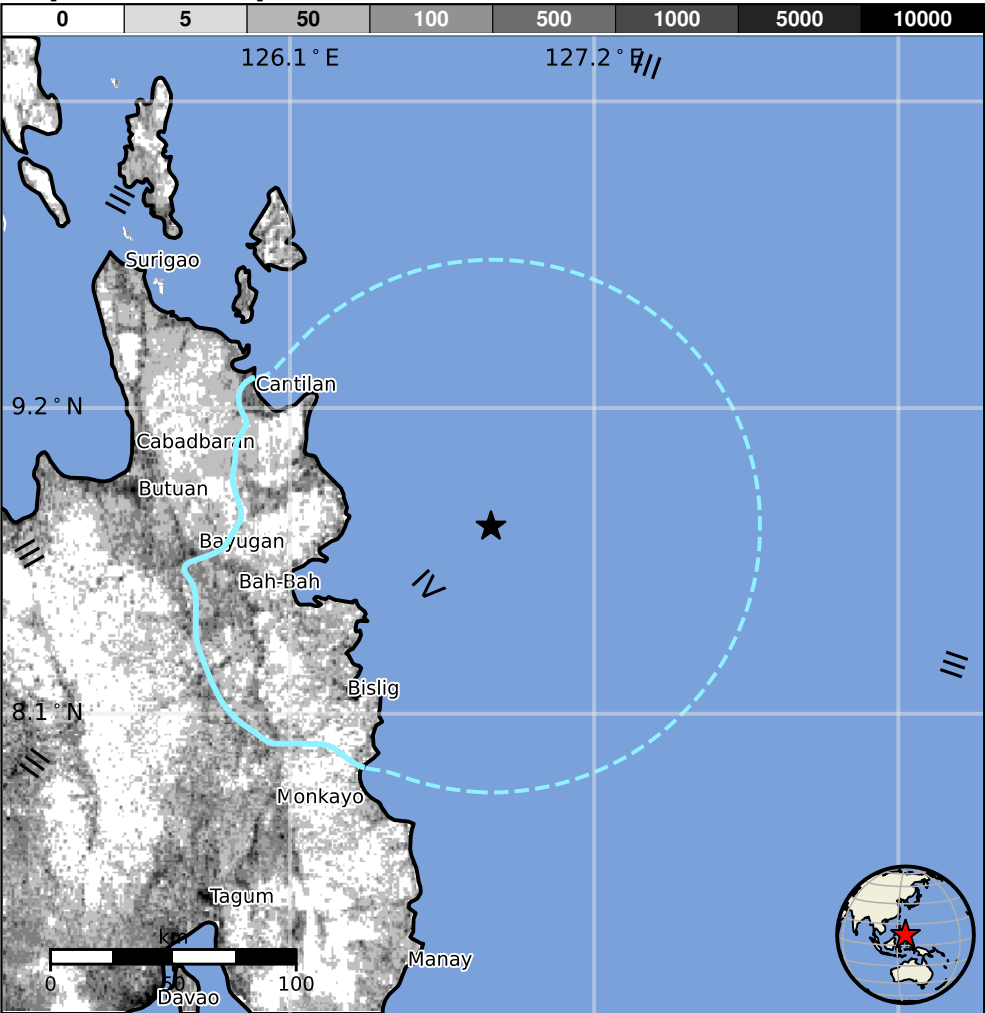 0 5 50 100 500 1000 5000 10000
126.1°E 127.2°E
III
III
Surigao
Cantilan
9.2°N
Cabadbaran
Butuan
Bayugan
III
Bah-Bah
IV
III
Bislig
8.1°N
III
Monkayo
Tagum
km
Manay
0 50 100
Davao